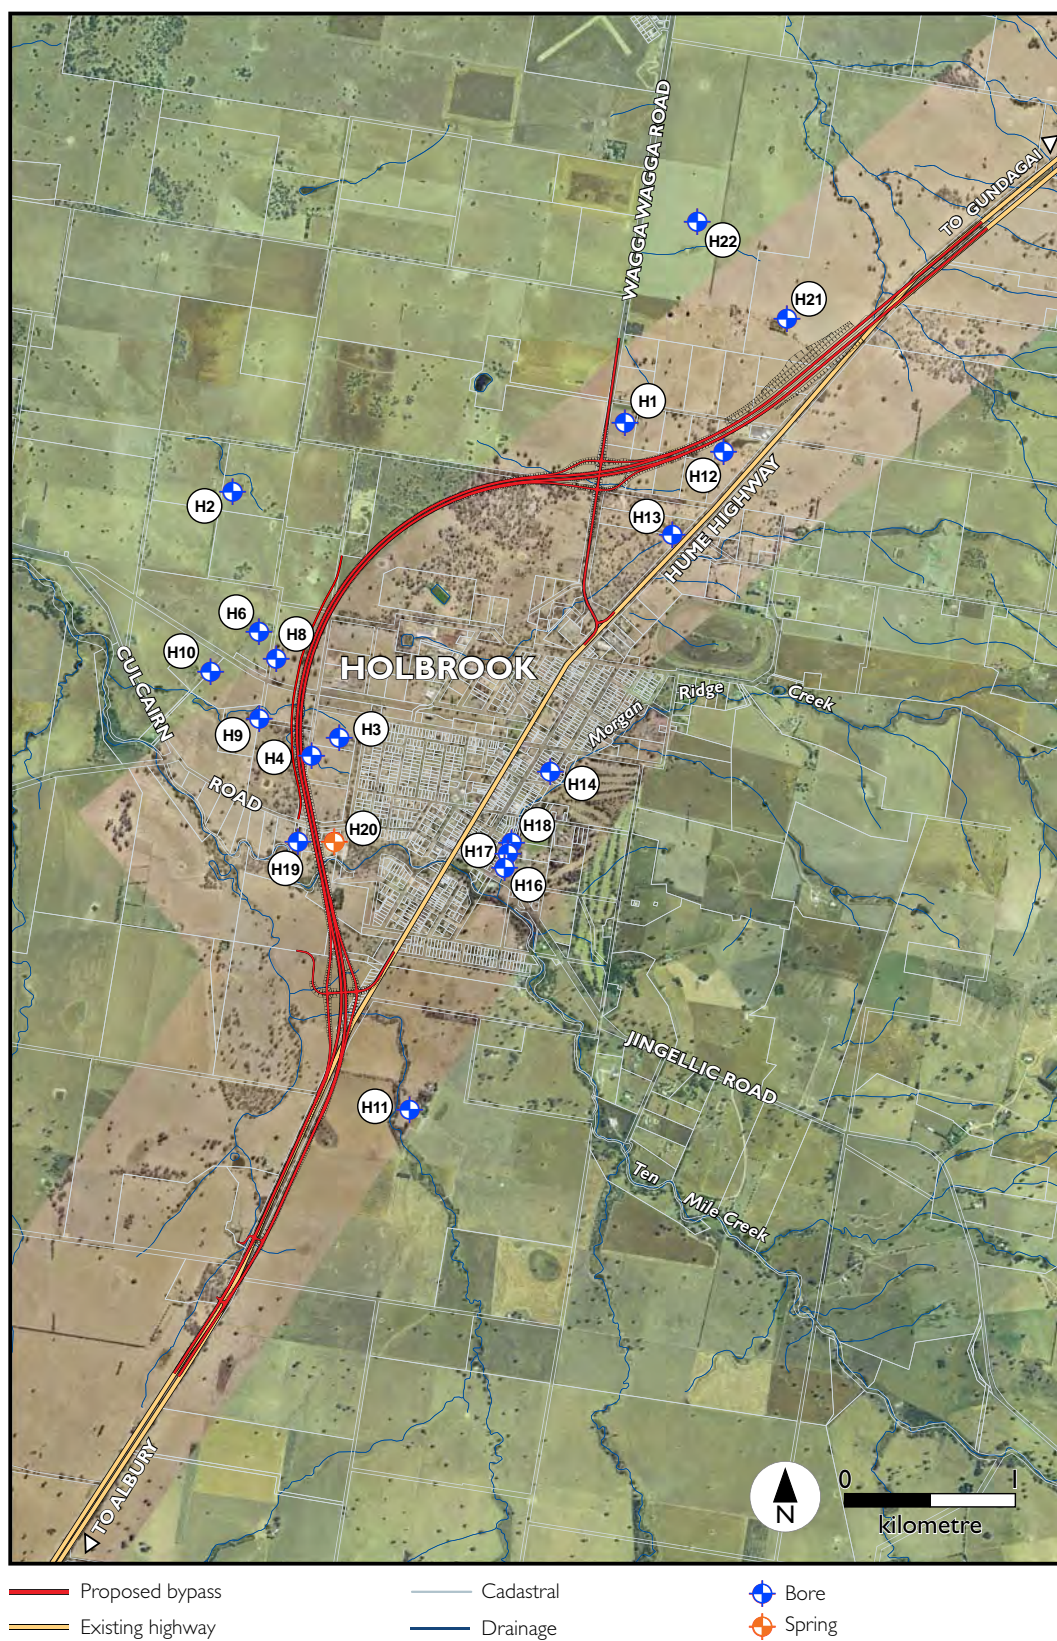 WAGGA WAGGA ROAD
TO GUNDAGAI
H22
H21
H1
H12
H2
H13
HUME HIGHWAY
H6
H8
H10
CULCAIRN
HOLBROOK
Ridge
Creek
Morgan
H9
H3
H4
H14
ROAD
H20
H18
H17
H19
H16
JINGELLIC ROAD
H11
Ten
Mile Creek
TO ALBURY
N
0 1
kilometre
Proposed bypass
Cadastral
Bore
Existing highway
Drainage
Spring